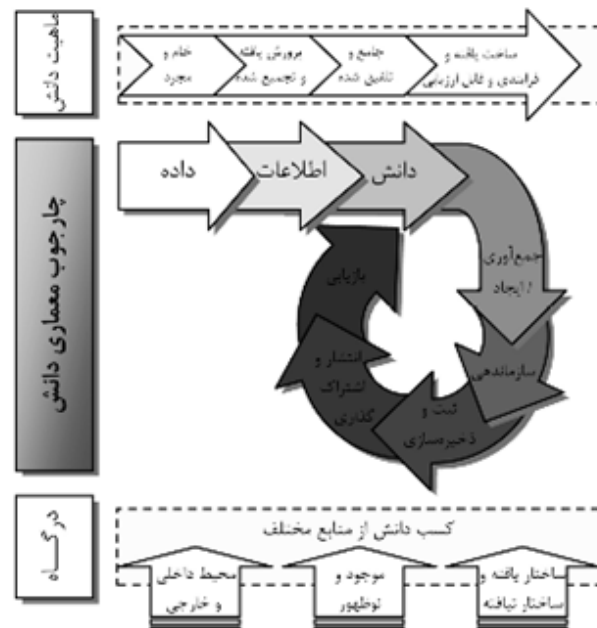 ماهیت دانش
خام و
مجرد
پرورش یافته
و تجمیع شده
جامع و
تلفیق شده
ساخت یافته و
فرآیندی و قابل ارزیابی
چارچوب معماری دانش
داده
اطلاعات
دانش
جمع‌آوری
/ ایجاد
سازماندهی
ثبت و
ذخیره‌سازی
انتشار و
اشتراک
گذاری
بازیابی
درگاه
کسب دانش از منابع مختلف
محیط داخلی
و خارجی
موجود و
نوظهور
ساختار یافته و
ساختار نیافته